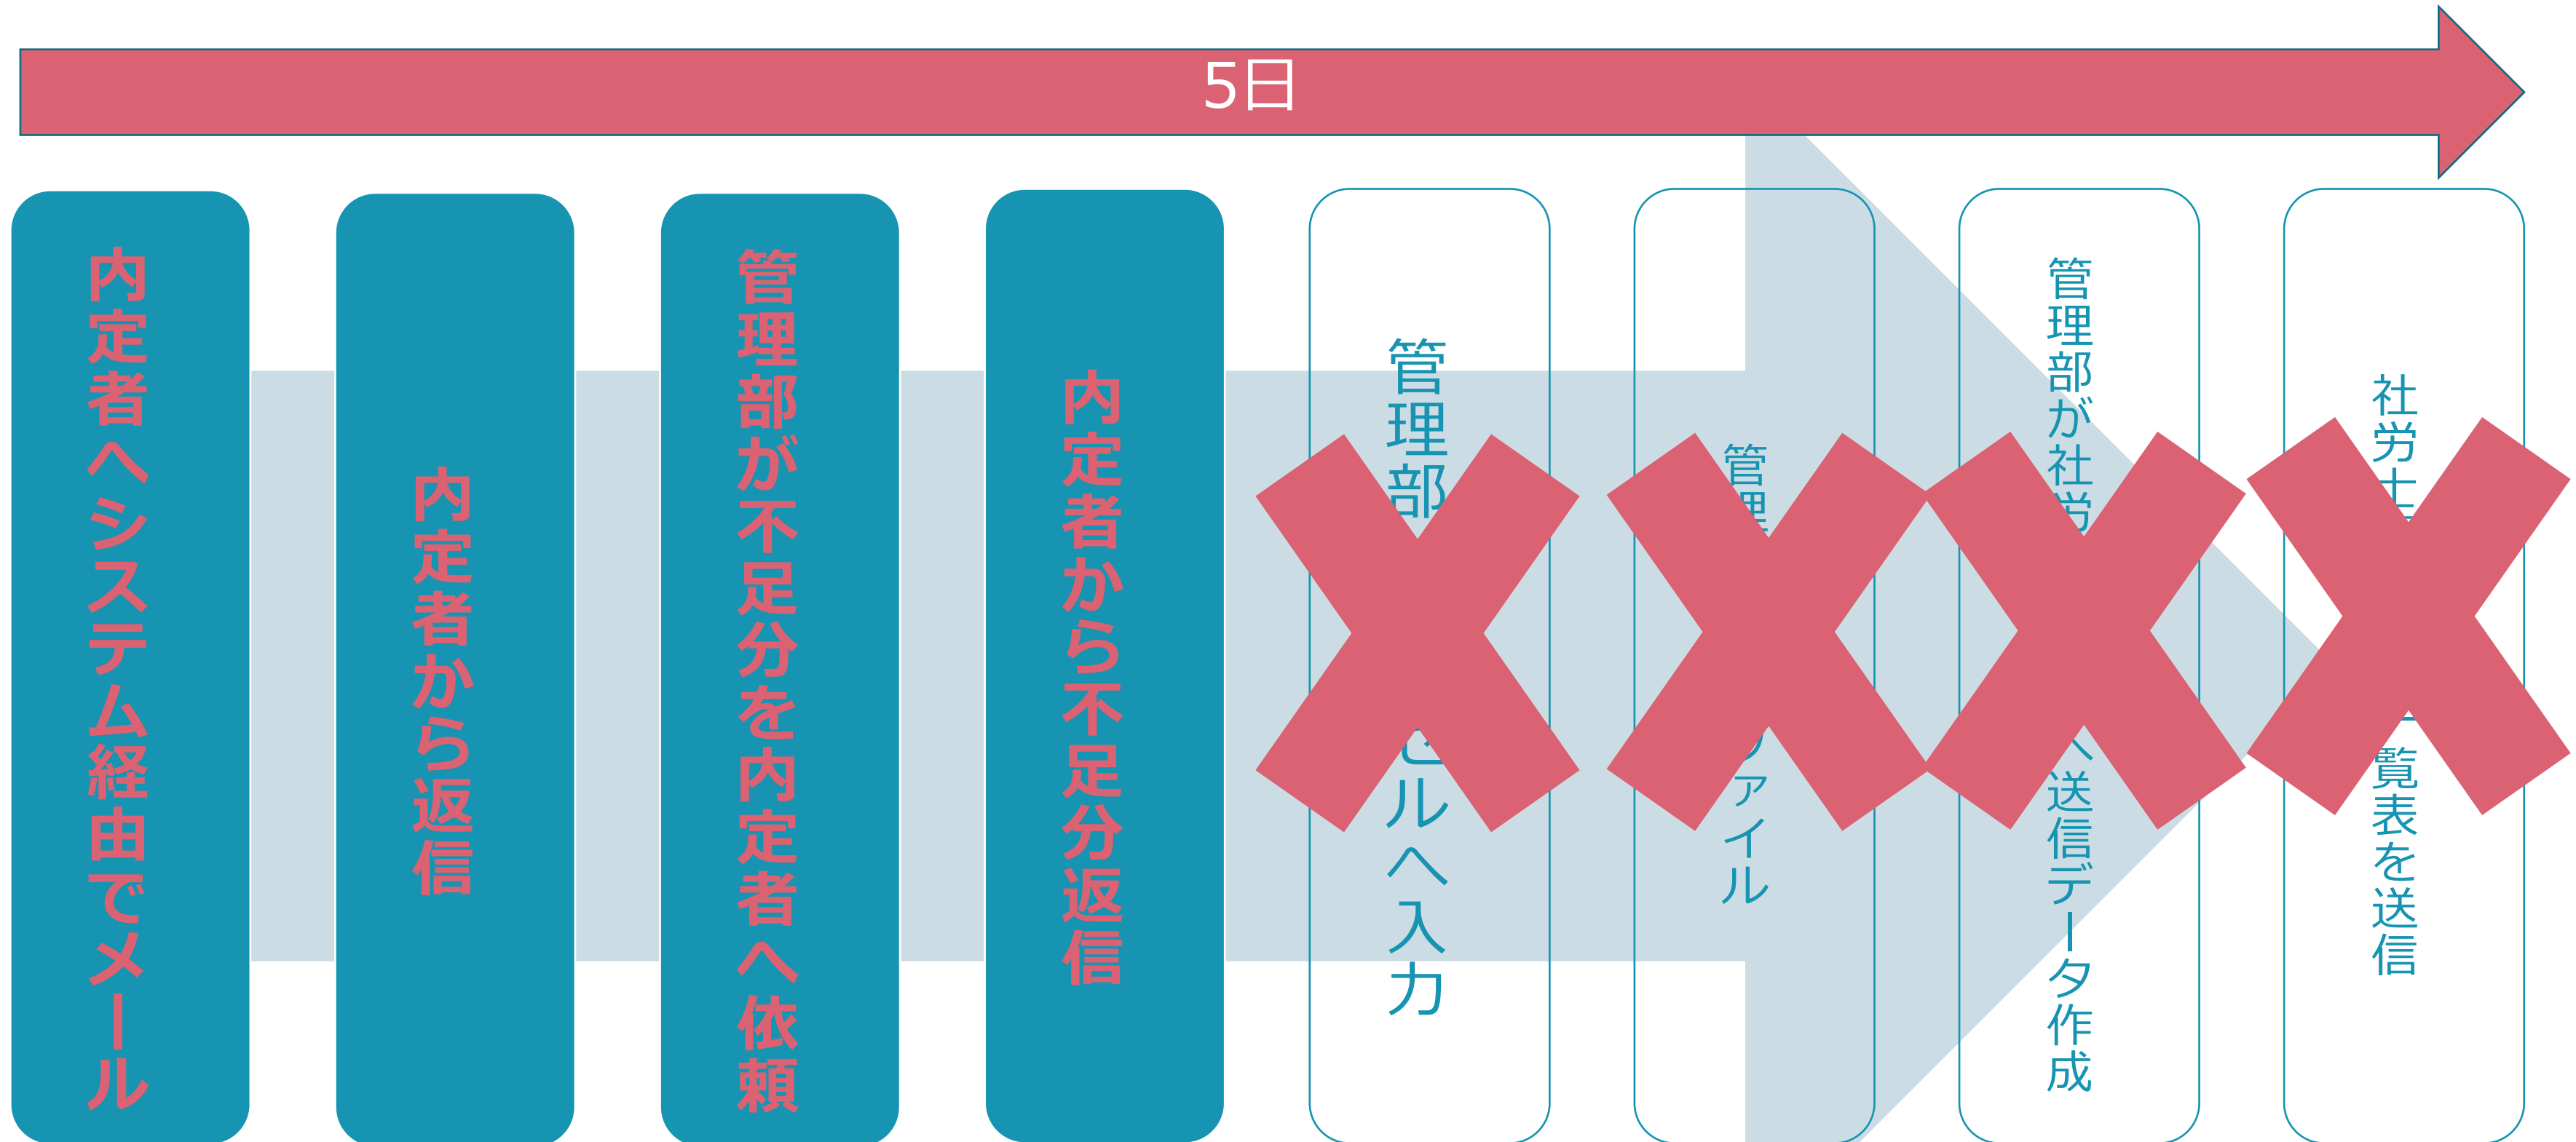 5日
内定者へシステム経由でメール
内定者から返信
管理部が不足分を内定者へ依頼
内定者から不足分返信
管理部
ルへ入力
管理
ァイル
管理部が社労
へ送信データ作成
社労士
覧表を送信